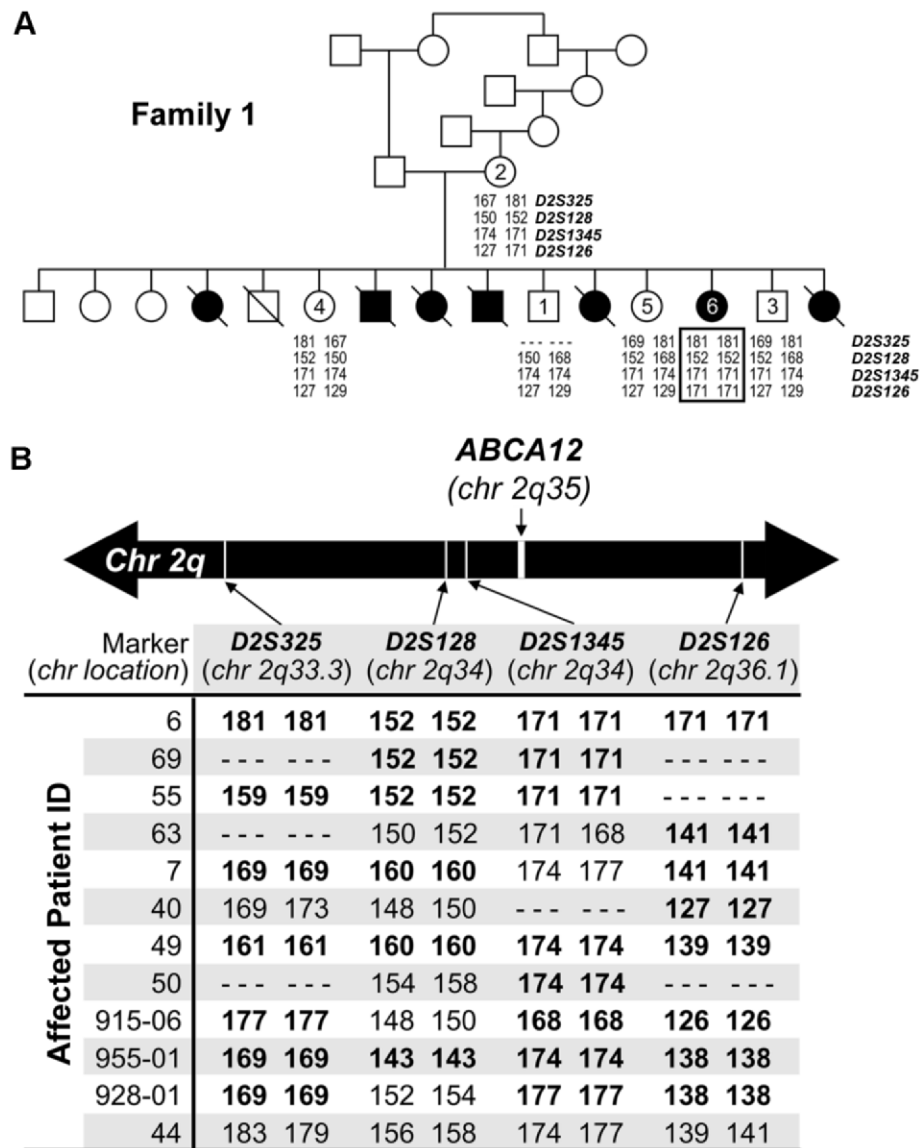 A
Family 1
2
167 181 D2S325
150 152 D2S128
174 171 D2S1345
127 171 D2S126
4 1 5 6 3
181 167 - - - - - - 169 181 181 181 169 181 D2S325
152 150 150 168 152 168 152 152 152 168 D2S128
171 174 174 174 171 174 171 171 171 174 D2S1345
127 129 127 129 127 129 171 171 127 129 D2S126
B
ABCA12
(chr 2q35)
Chr 2q
Marker D2S325 D2S128 D2S1345 D2S126
(chr location) (chr 2q33.3) (chr 2q34) (chr 2q34) (chr 2q36.1)
Affected Patient ID
6 181 181 152 152 171 171 171 171
69 - - - - - - 152 152 171 171 - - - - - -
55 159 159 152 152 171 171 - - - - - -
63 - - - - - - 150 152 171 168 141 141
7 169 169 160 160 174 177 141 141
40 169 173 148 150 - - - - - - 127 127
49 161 161 160 160 174 174 139 139
50 - - - - - - 154 158 174 174 - - - - - -
915-06 177 177 148 150 168 168 126 126
955-01 169 169 143 143 174 174 138 138
928-01 169 169 152 154 177 177 138 138
44 183 179 156 158 174 177 139 141